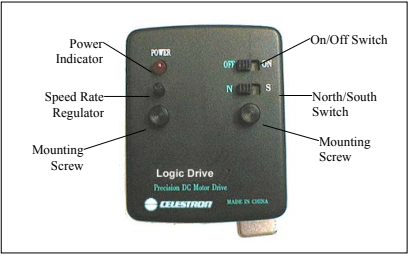 Power
Indicator
POWER
OFF ON
On/Off Switch
Speed Rate
Regulator
N S
North/South
Switch
Mounting
Screw
Mounting
Screw
Logic Drive
Precision DC Motor Drive
CELESTRON MADE IN CHINA